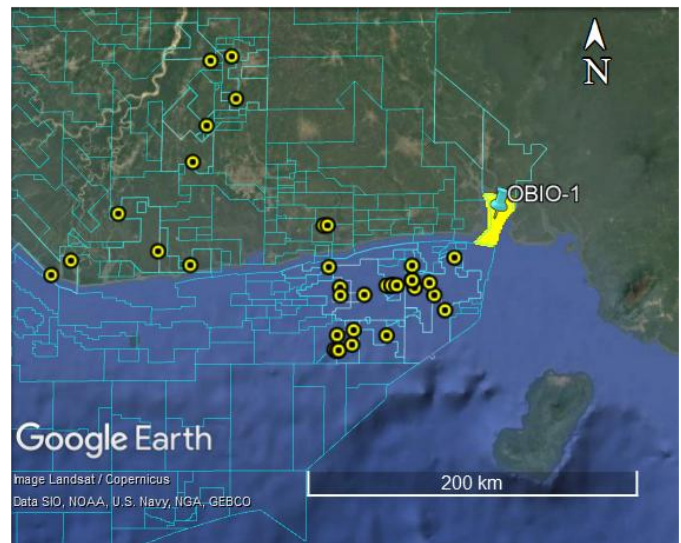 N
OBIO-1
Google Earth
Image Landsat / Copernicus
Data SIO, NOAA, U.S. Navy, NGA, GEBCO
200 km